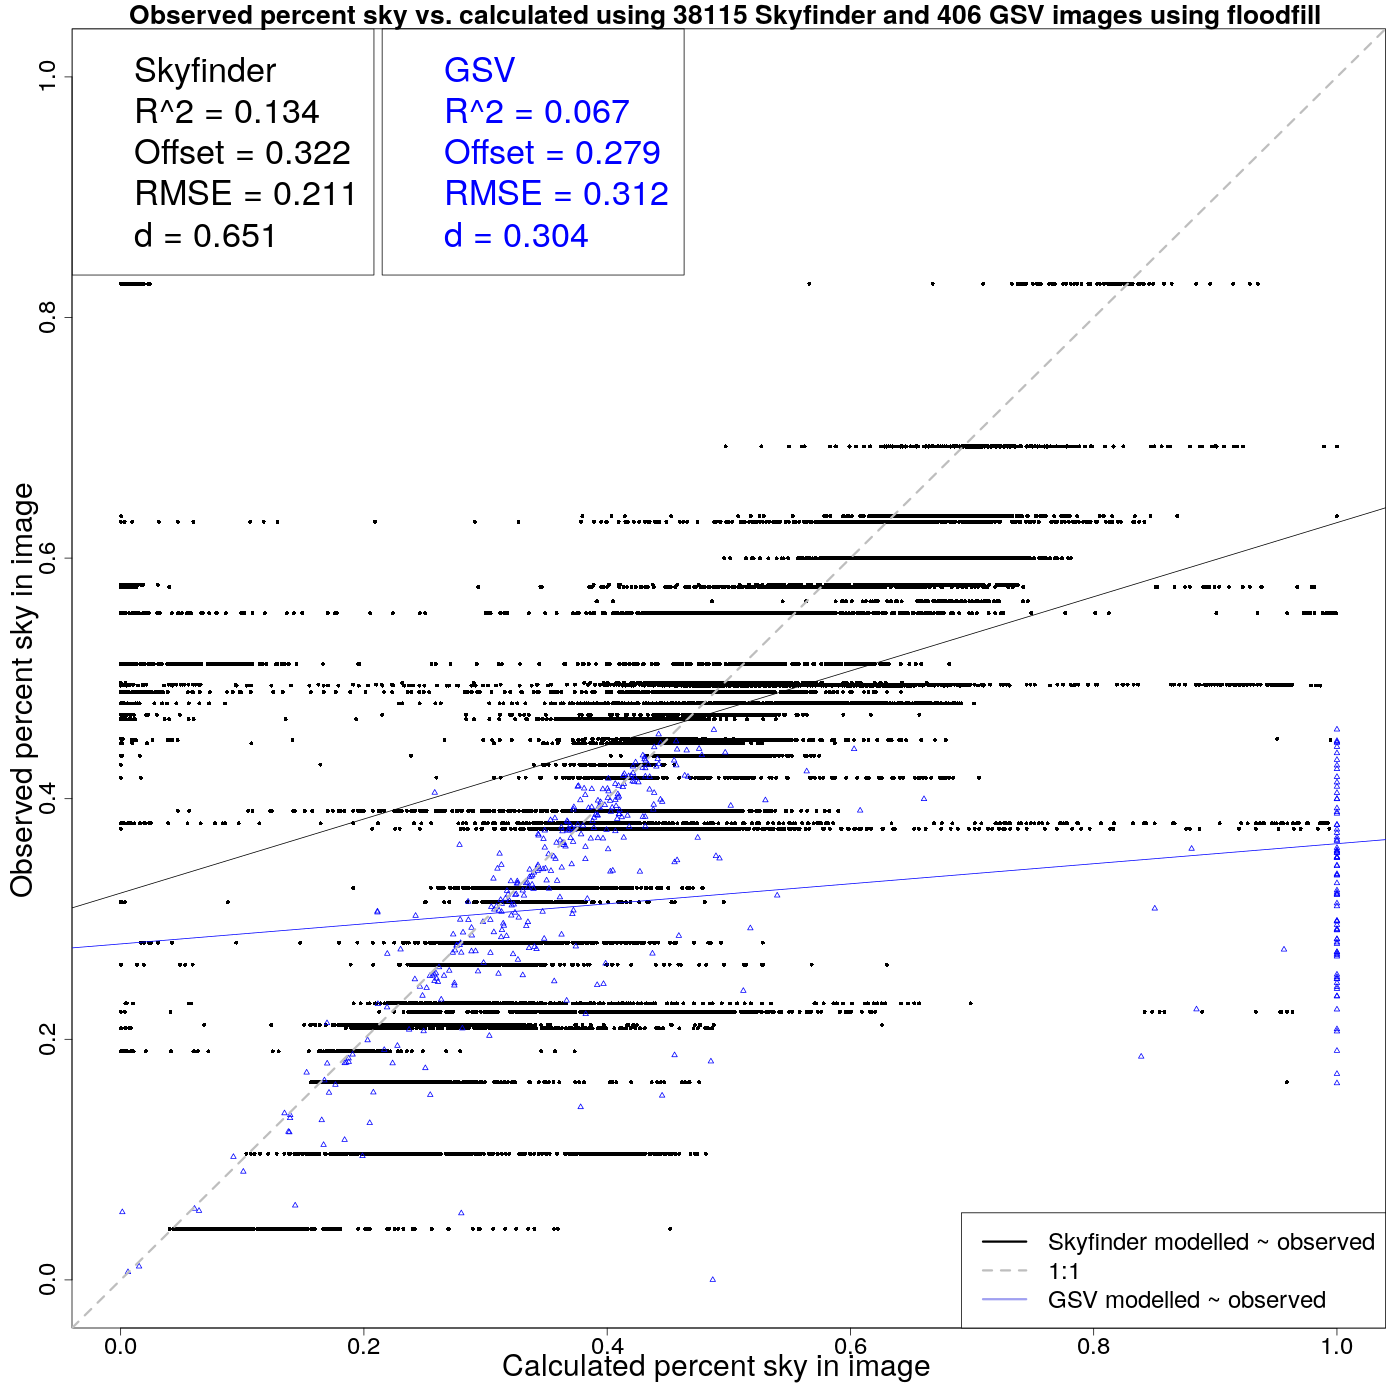 Observed percent sky vs. calculated using 38115 Skyfinder and 406 GSV images using floodfill
Skyfinder
R^2 = 0.134
Offset = 0.322
RMSE = 0.211
d = 0.651
GSV
R^2 = 0.067
Offset = 0.279
RMSE = 0.312
d = 0.304
Observed percent sky in image
1.0
0.8
0.6
0.4
0.2
0.0
Skyfinder modelled ~ observed
1:1
GSV modelled ~ observed
0.0 0.2 0.4 0.6 0.8 1.0
Calculated percent sky in image